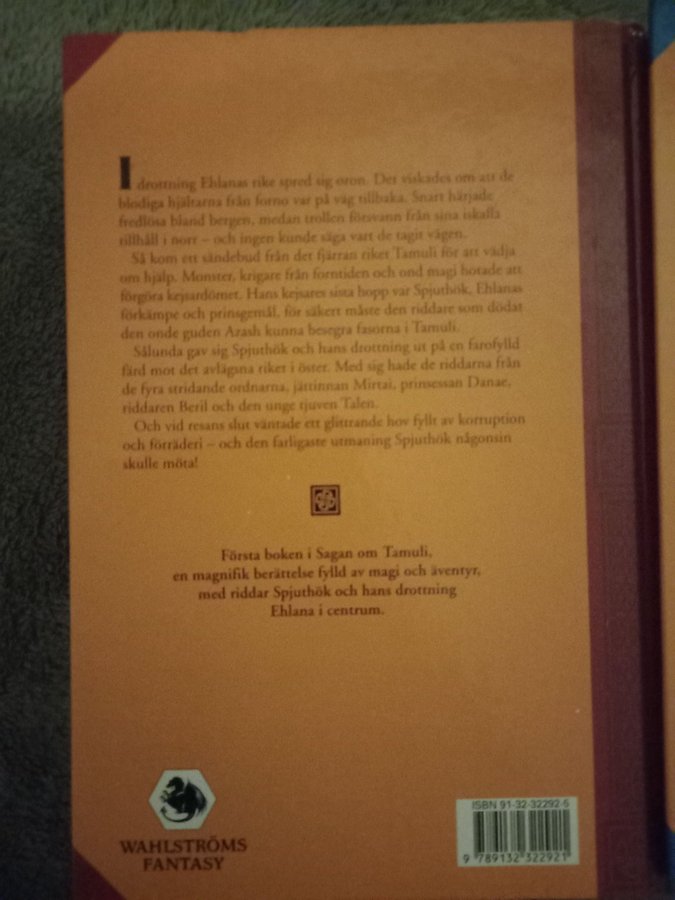 I drottning Ehlanas rike spred sig oron. Det viskades om att de
blodiga hjältarna från forno var på väg tillbaka. Snart härjade
fredlösa bland bergen, medan trollen försvann från sina iskalla
tillhåll i norr – och ingen kunde säga vart de tagit vägen.
Så kom ett sändebud från det fjärran riket Tamuli för att vädja
om hjälp. Monster, krigare från forntiden och ond magi hotade att
förgöra kejsardömet. Hans kejsares sista hopp var Spjuthök, Ehlanas
förkämpe och prinsgemål, för säkert måste den riddare som dödat
den onde guden Azash kunna besegra fasorna i Tamuli.
Sålunda gav sig Spjuthök och hans drottning ut på en farofylld
färd mot det avlägsna riket i öster. Med sig hade de riddarna från
de fyra stridande ordnarna, jättinnan Mirtai, prinsessan Danae,
riddaren Beril och den unge tjuven Talen.
Och vid resans slut väntade ett glittrande hov fyllt av korruption
och förräderi – och den farligaste utmaning Spjuthök någonsin
skulle möta!
Första boken i Sagan om Tamuli,
en magnifik berättelse fylld av magi och äventyr,
med riddar Spjuthök och hans drottning
Ehlana i centrum.
WAHLSTRÖMS
FANTASY
ISBN 91-32-32292-6
9 789132 322921